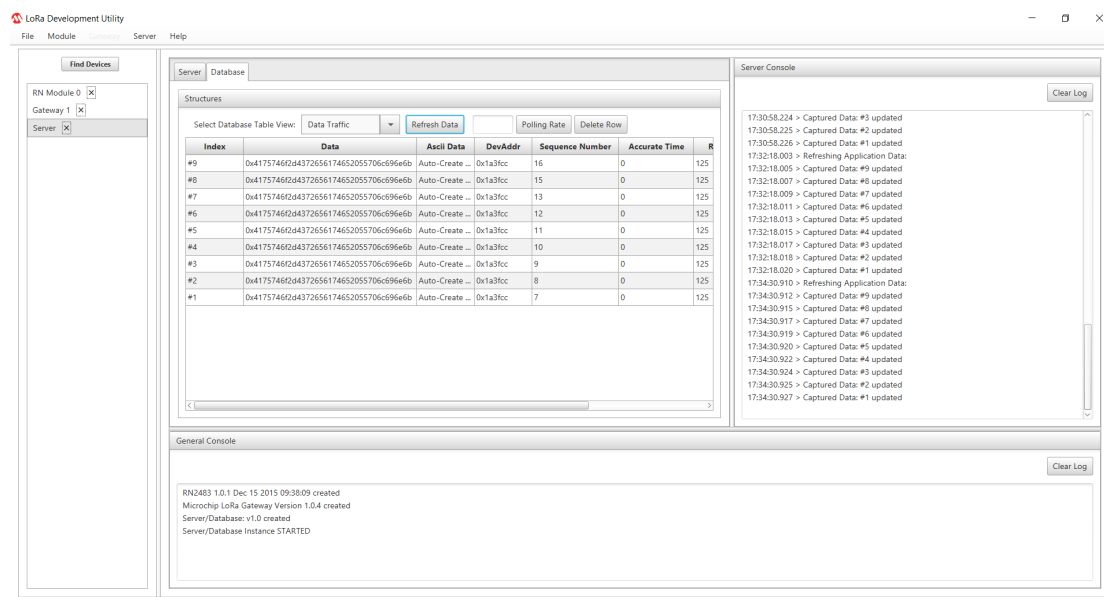 LoRa Development Utility
File Module Gateway Server Help
Find Devices
RN Module 0
Gateway 1
Server
Server Database
Structures
Select Database Table View: Data Traffic Refresh Data Polling Rate Delete Row
Index Data Ascii Data DevAddr Sequence Number Accurate Time R
#9 0x4175746f2d4372656174652055706c696e6b Auto-Create ... 0x1a3fcc 16 0 125
#8 0x4175746f2d4372656174652055706c696e6b Auto-Create ... 0x1a3fcc 15 0 125
#7 0x4175746f2d4372656174652055706c696e6b Auto-Create ... 0x1a3fcc 13 0 125
#6 0x4175746f2d4372656174652055706c696e6b Auto-Create ... 0x1a3fcc 12 0 125
#5 0x4175746f2d4372656174652055706c696e6b Auto-Create ... 0x1a3fcc 11 0 125
#4 0x4175746f2d4372656174652055706c696e6b Auto-Create ... 0x1a3fcc 10 0 125
#3 0x4175746f2d4372656174652055706c696e6b Auto-Create ... 0x1a3fcc 9 0 125
#2 0x4175746f2d4372656174652055706c696e6b Auto-Create ... 0x1a3fcc 8 0 125
#1 0x4175746f2d4372656174652055706c696e6b Auto-Create ... 0x1a3fcc 7 0 125
Server Console
Clear Log
17:30:58.224 > Captured Data: #3 updated
17:30:58.225 > Captured Data: #2 updated
17:30:58.226 > Captured Data: #1 updated
17:32:18.003 > Refreshing Application Data:
17:32:18.005 > Captured Data: #9 updated
17:32:18.007 > Captured Data: #8 updated
17:32:18.009 > Captured Data: #7 updated
17:32:18.011 > Captured Data: #6 updated
17:32:18.013 > Captured Data: #5 updated
17:32:18.015 > Captured Data: #4 updated
17:32:18.017 > Captured Data: #3 updated
17:32:18.018 > Captured Data: #2 updated
17:32:18.020 > Captured Data: #1 updated
17:34:30.910 > Refreshing Application Data:
17:34:30.912 > Captured Data: #9 updated
17:34:30.915 > Captured Data: #8 updated
17:34:30.917 > Captured Data: #7 updated
17:34:30.919 > Captured Data: #6 updated
17:34:30.920 > Captured Data: #5 updated
17:34:30.922 > Captured Data: #4 updated
17:34:30.924 > Captured Data: #3 updated
17:34:30.925 > Captured Data: #2 updated
17:34:30.927 > Captured Data: #1 updated
General Console
Clear Log
RN2483 1.0.1 Dec 15 2015 09:38:09 created
Microchip LoRa Gateway Version 1.0.4 created
Server/Database: v1.0 created
Server/Database Instance STARTED